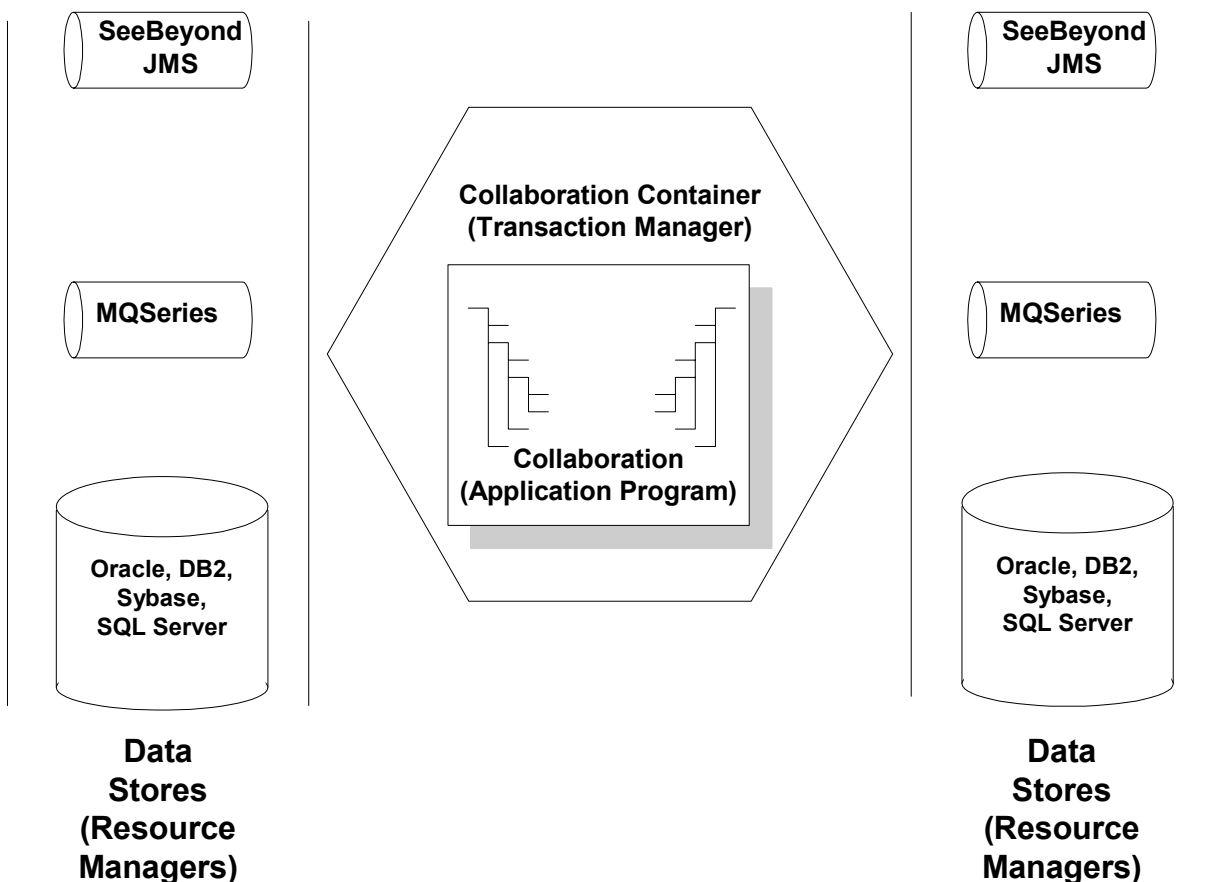 SeeBeyond
JMS
MQSeries
Oracle, DB2,
Sybase,
SQL Server
Data
Stores
(Resource
Managers)
Collaboration Container
(Transaction Manager)
Collaboration
(Application Program)
SeeBeyond
JMS
MQSeries
Oracle, DB2,
Sybase,
SQL Server
Data
Stores
(Resource
Managers)